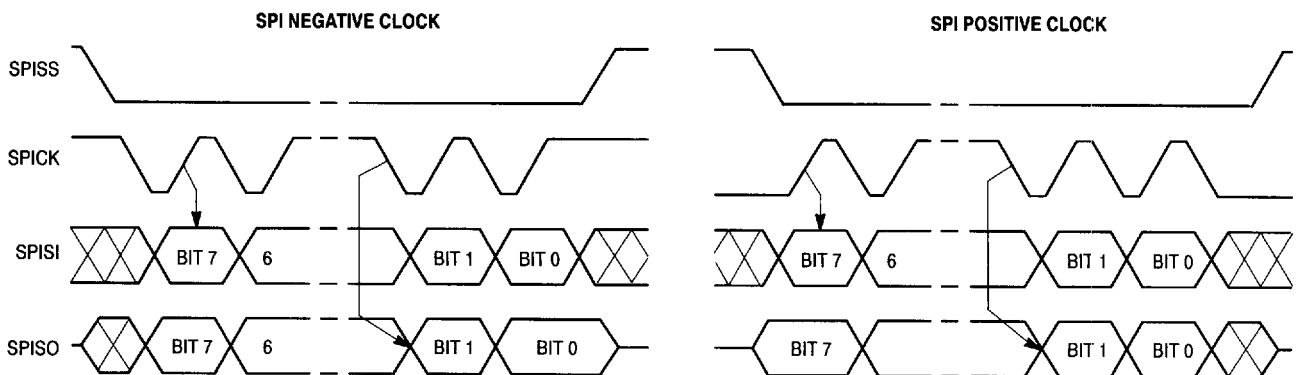 SPI NEGATIVE CLOCK
SPI POSITIVE CLOCK
SPISS
SPICK
SPISI
BIT 7
6
BIT 1
BIT 0
BIT 7
6
BIT 1
BIT 0
SPISO
BIT 7
6
BIT 1
BIT 0
BIT 7
BIT 1
BIT 0